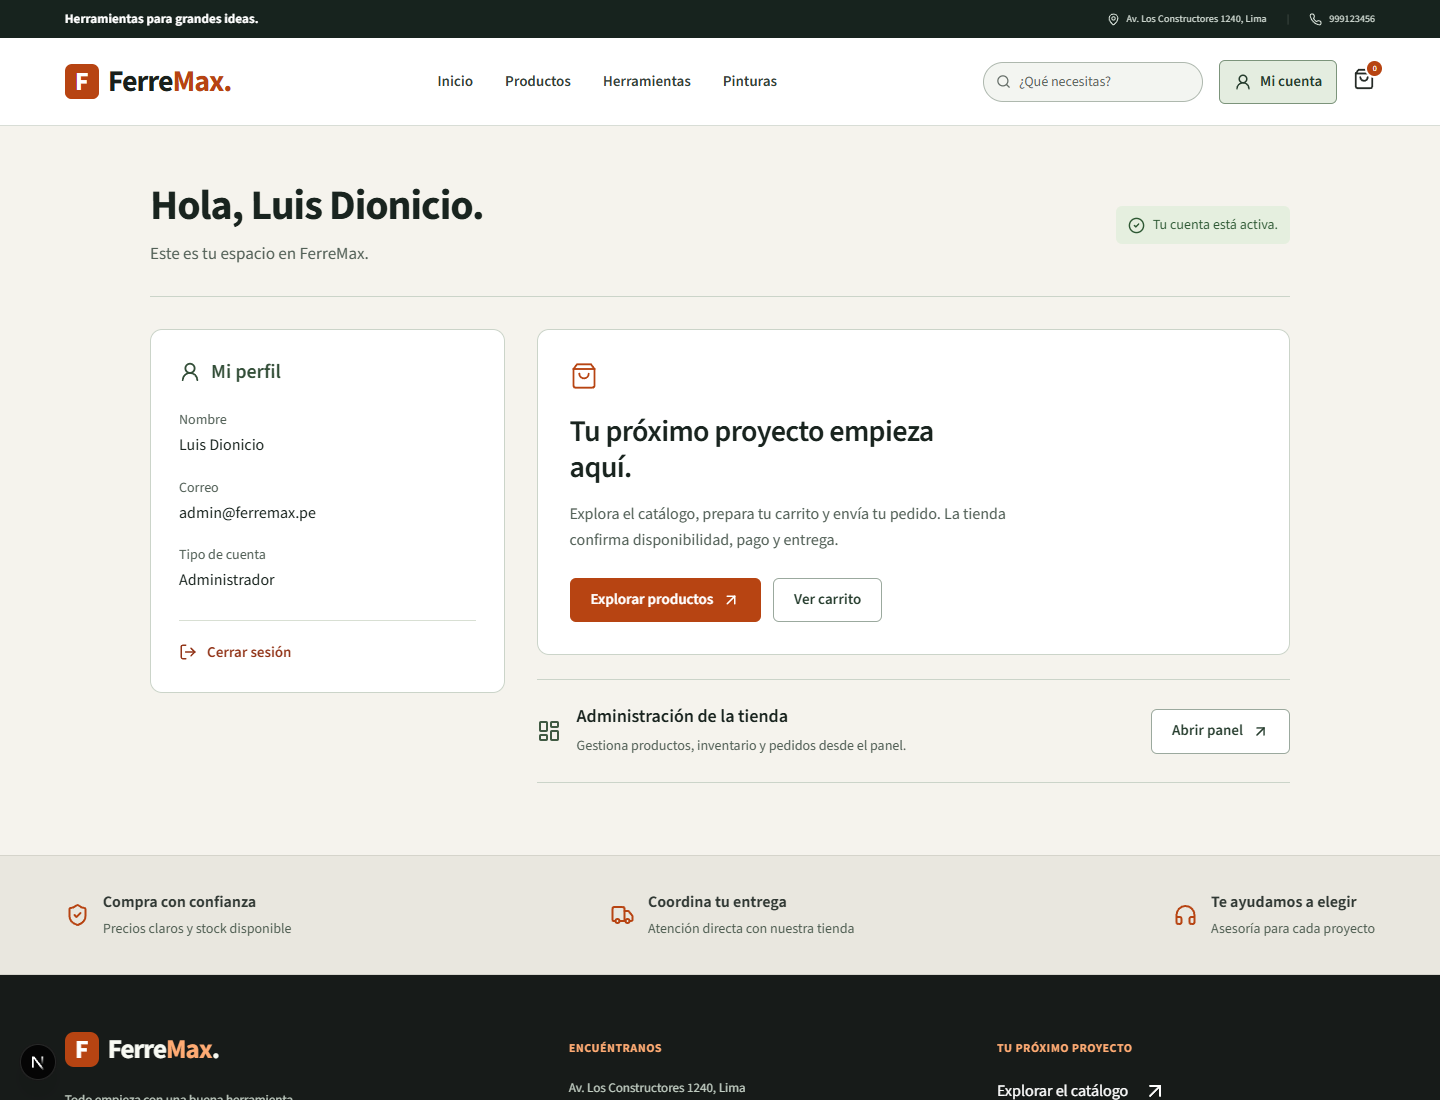 Herramientas para grandes ideas.
Av. Los Constructores 1240, Lima
999123456
F FerreMax.
Inicio
Productos
Herramientas
Pinturas
¿Qué necesitas?
Mi cuenta
0
Hola, Luis Dionicio.
Este es tu espacio en FerreMax.
Tu cuenta está activa.
Mi perfil
Nombre
Luis Dionicio
Correo
admin@ferremax.pe
Tipo de cuenta
Administrador
Cerrar sesión
Tu próximo proyecto empieza
aquí.
Explora el catálogo, prepara tu carrito y envía tu pedido. La tienda
confirma disponibilidad, pago y entrega.
Explorar productos
Ver carrito
Administración de la tienda
Gestiona productos, inventario y pedidos desde el panel.
Abrir panel
Compra con confianza
Precios claros y stock disponible
Coordina tu entrega
Atención directa con nuestra tienda
Te ayudamos a elegir
Asesoría para cada proyecto
N
F FerreMax.
Todo empieza con una buena herramienta.
ENCUÉNTRANOS
Av. Los Constructores 1240, Lima
TU PRÓXIMO PROYECTO
Explorar el catálogo